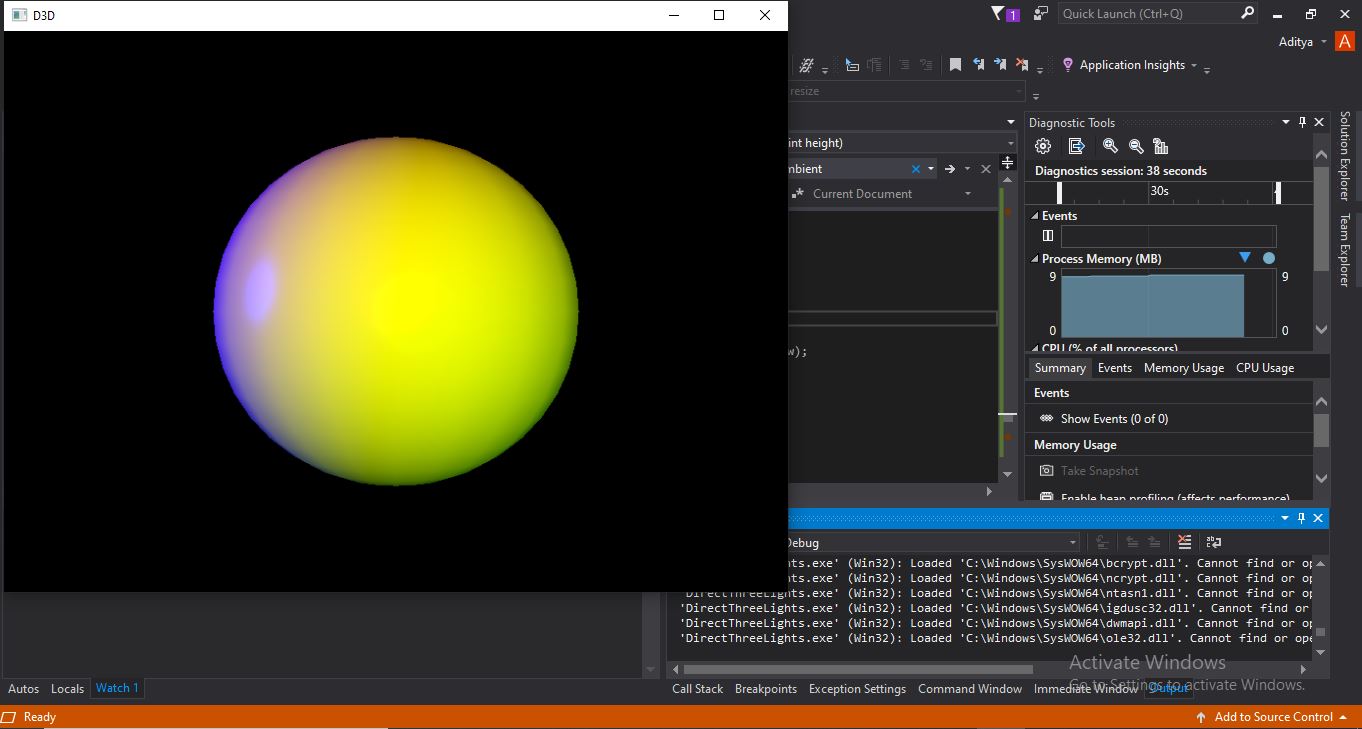 D3D
1
Quick Launch (Ctrl+Q)
Aditya
A
Application Insights
resize
Diagnostic Tools
int height)
mbient
Current Document
Diagnostics session: 38 seconds
30s
Events
Process Memory (MB)
9
9
0
0
CPU (% of all processors)
w);
Summary
Events
Memory Usage
CPU Usage
Events
Show Events (0 of 0)
Memory Usage
Take Snapshot
Enable heap profiling (affects performance)
Solution Explorer
Team Explorer
Debug
hts.exe' (Win32): Loaded 'C:\Windows\SysWOW64\bcrypt.dll'. Cannot find or op
hts.exe' (Win32): Loaded 'C:\Windows\SysWOW64\ncrypt.dll'. Cannot find or op
'DirectThreeLights.exe' (Win32): Loaded 'C:\Windows\SysWOW64\ntasn1.dll'. Cannot find or op
'DirectThreeLights.exe' (Win32): Loaded 'C:\Windows\SysWOW64\igdusc32.dll'. Cannot find or
'DirectThreeLights.exe' (Win32): Loaded 'C:\Windows\SysWOW64\dwmapi.dll'. Cannot find or op
'DirectThreeLights.exe' (Win32): Loaded 'C:\Windows\SysWOW64\ole32.dll'. Cannot find or ope
Activate Windows
Go to Settings to activate Windows.
Autos
Locals
Watch 1
Call Stack
Breakpoints
Exception Settings
Command Window
Immediate Window
Output
Ready
Add to Source Control